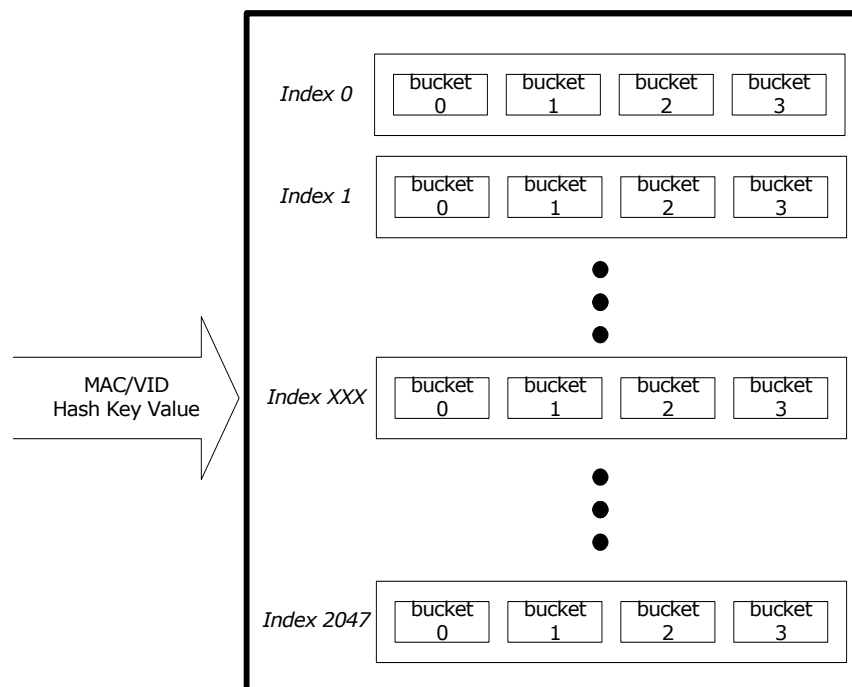 Index 0
bucket 0
bucket 1
bucket 2
bucket 3
Index 1
bucket 0
bucket 1
bucket 2
bucket 3
MAC/VID
Hash Key Value
Index XXX
bucket 0
bucket 1
bucket 2
bucket 3
Index 2047
bucket 0
bucket 1
bucket 2
bucket 3